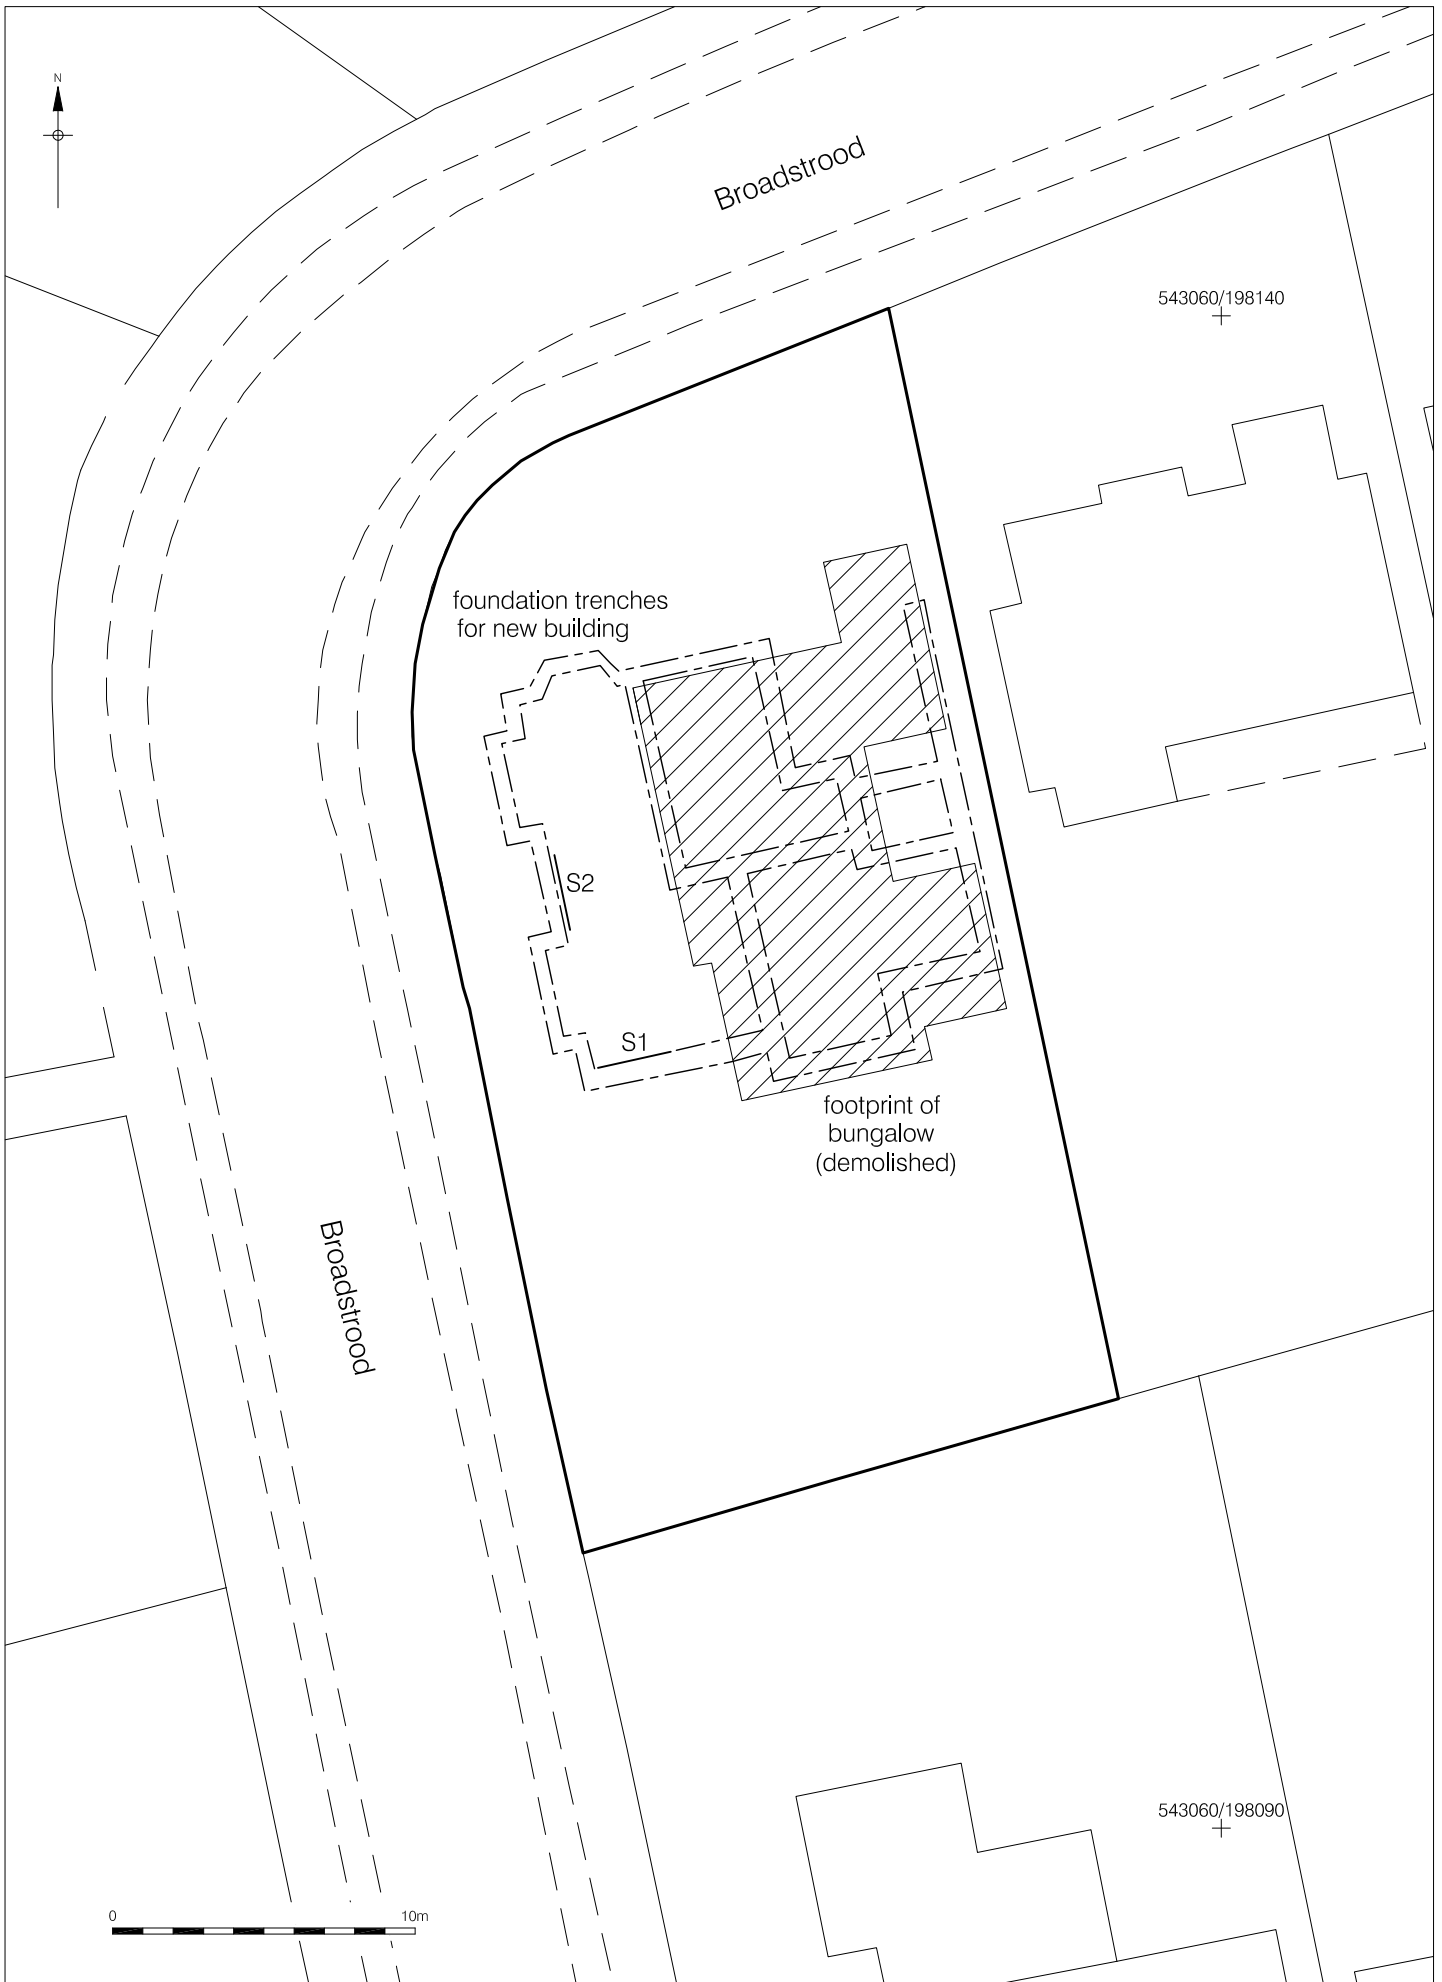 N
Broadstrood
543060/198140
foundation trenches
for new building
S2
S1
footprint of
bungalow
(demolished)
Broadstrood
543060/198090
0 10m